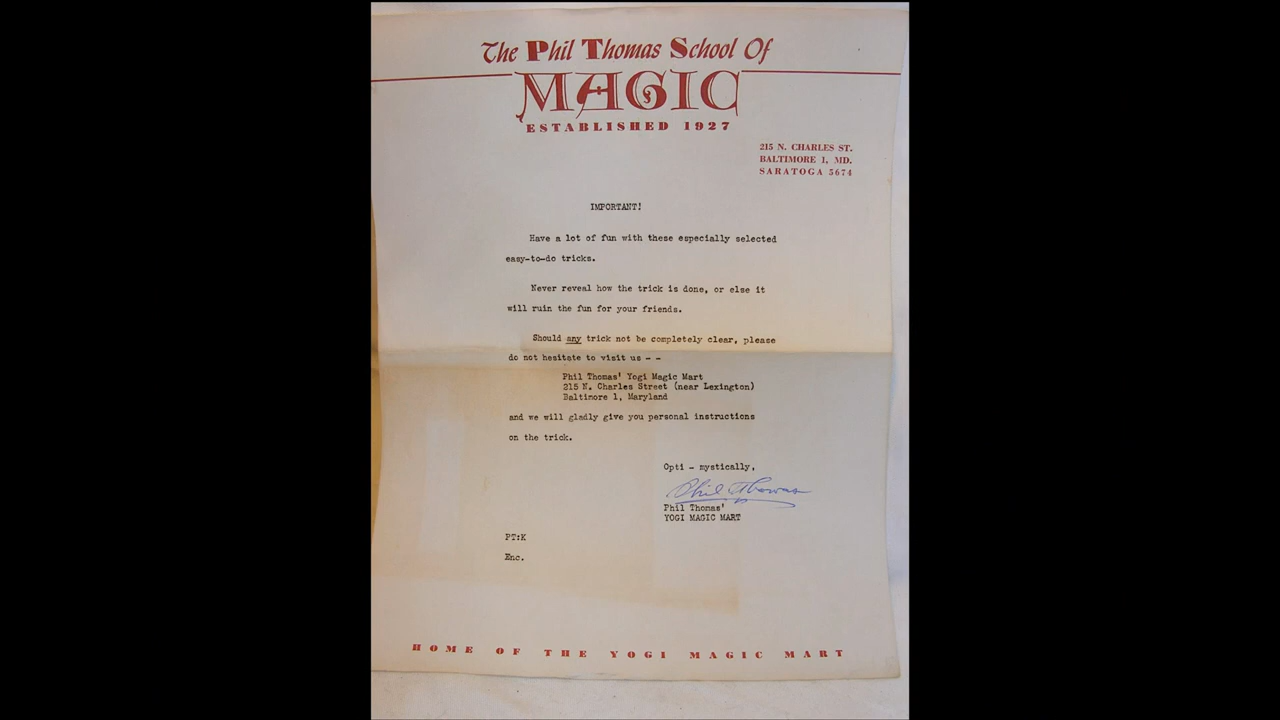 The Phil Thomas School Of
MAGIC
ESTABLISHED 1927
215 N. CHARLES ST.
BALTIMORE 1, MD.
SARATOGA 5674
IMPORTANT!
Have a lot of fun with these especially selected
easy-to-do tricks.
Never reveal how the trick is done, or else it
will ruin the fun for your friends.
Should any trick not be completely clear, please
do not hesitate to visit us - -
Phil Thomas' Yogi Magic Mart
215 N. Charles Street (near Lexington)
Baltimore 1, Maryland
and we will gladly give you personal instructions
on the trick.
Opti - mystically,
Phil Thomas
Phil Thomas'
YOGI MAGIC MART
PT:K
Enc.
HOME OF THE YOGI MAGIC MART